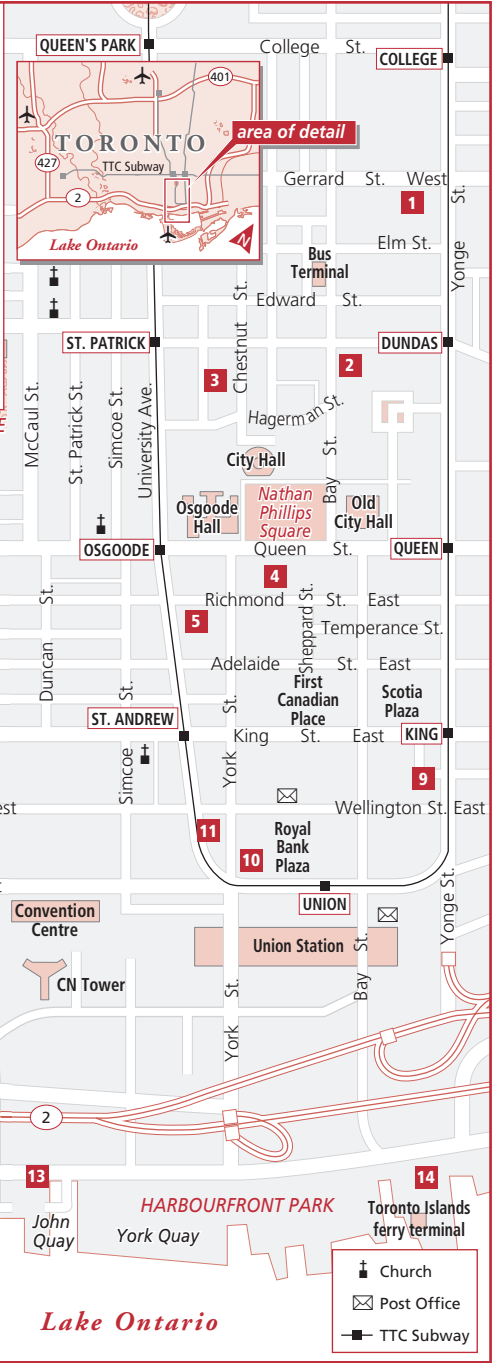 QUEEN'S PARK
College St.
COLLEGE
401
TORONTO
area of detail
427
TTC Subway
2
Lake Ontario
N
Gerrard St. West
1
Yonge St.
Elm St.
Bus
Terminal
Edward St.
ST. PATRICK
DUNDAS
Chestnut St.
3
2
McCaul St.
St. Patrick St.
Simcoe St.
University Ave.
Hagerman St.
City Hall
Bay St.
Osgoode
Hall
Nathan
Phillips
Square
Old
City Hall
OSGOODE
Queen St.
QUEEN
4
Richmond St. East
5
Sheppard St.
Temperance St.
Duncan St.
Adelaide St. East
First
Canadian
Place
Scotia
Plaza
ST. ANDREW
King St. East
KING
Simcoe St.
York St.
9
est
Wellington St. East
11
10
Royal
Bank
Plaza
UNION
Convention
Centre
Union Station
Yonge St.
CN Tower
York St.
Bay St.
2
13
14
HARBOURFRONT PARK
John
Quay
York Quay
Toronto Islands
ferry terminal
Lake Ontario
Church
Post Office
TTC Subway